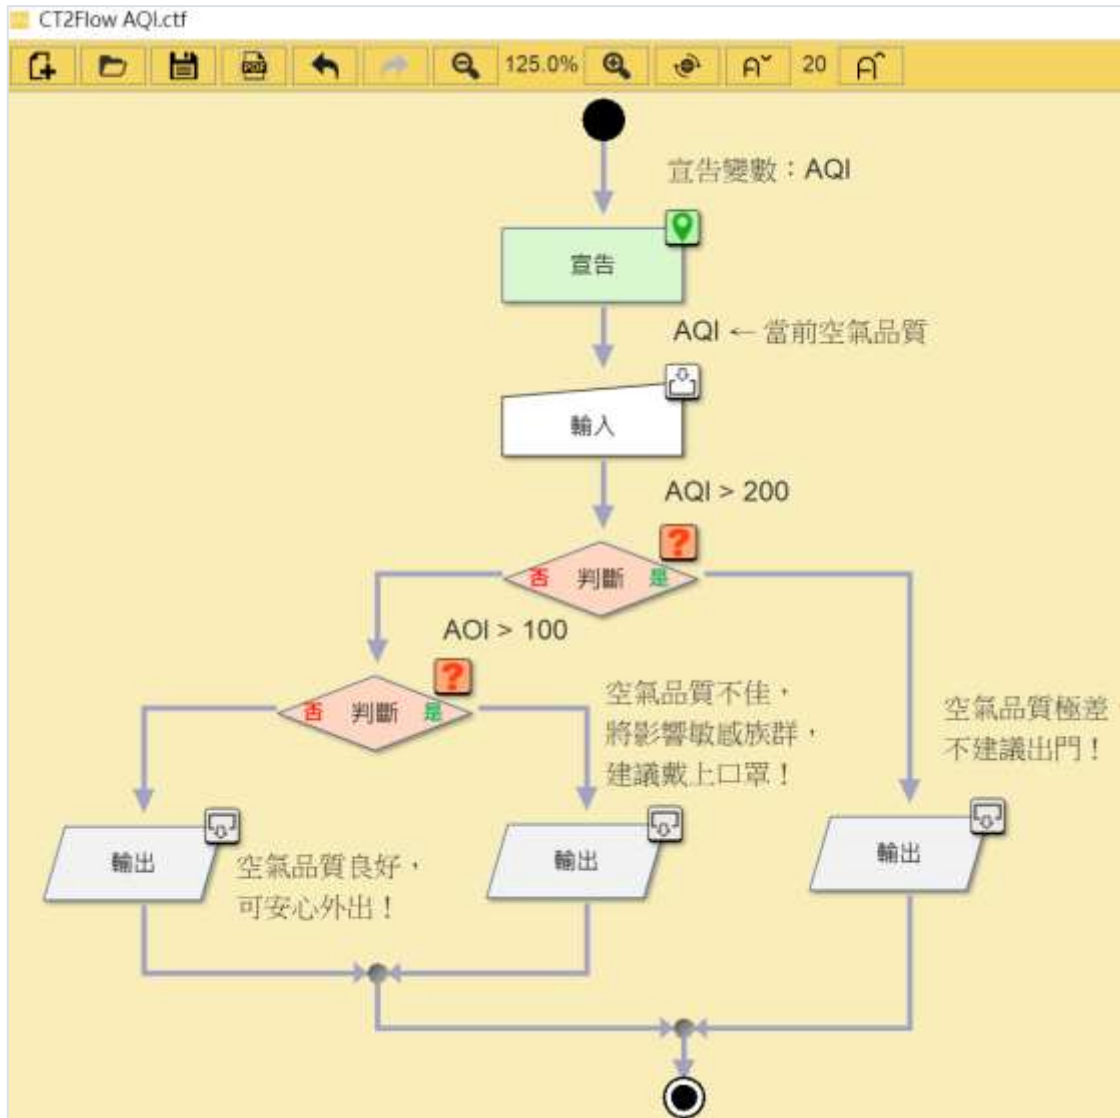 CT2Flow AQI.ctf
PDF
125.0%
20
宣告變數：AQI
宣告
AQI ← 當前空氣品質
輸入
AQI > 200
否 判斷 是
AOI > 100
否 判斷 是
空氣品質不佳，
將影響敏感族群，
建議戴上口罩！
空氣品質極差
不建議出門！
輸出
空氣品質良好，
可安心外出！
輸出
輸出